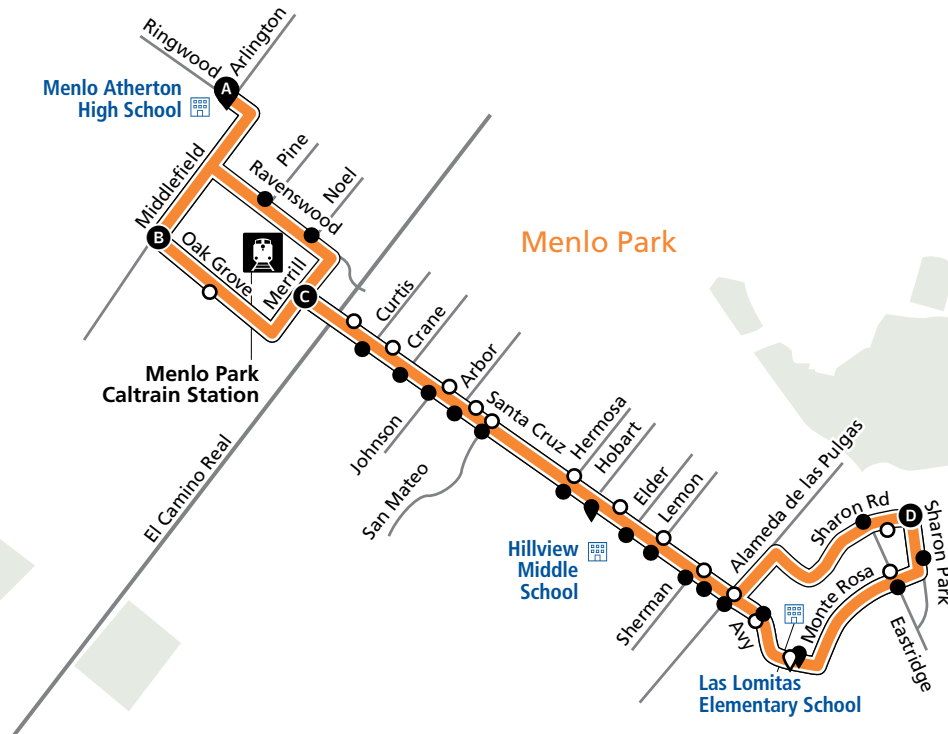 Ringwood
Arlington
A
Menlo Atherton
High School
Middlefield
Pine
Ravenswood
Noel
B
Oak Grove
Merrill
C
Menlo Park
Menlo Park
Caltrain Station
Curtis
Crane
Arbor
Santa Cruz
Johnson
San Mateo
El Camino Real
Hermosa
Hobart
Elder
Lemon
Alameda de las Pulgas
Hillview
Middle
School
Sherman
Avy
Sharon Rd
D
Sharon Park
Monte Rosa
Eastridge
Las Lomitas
Elementary School